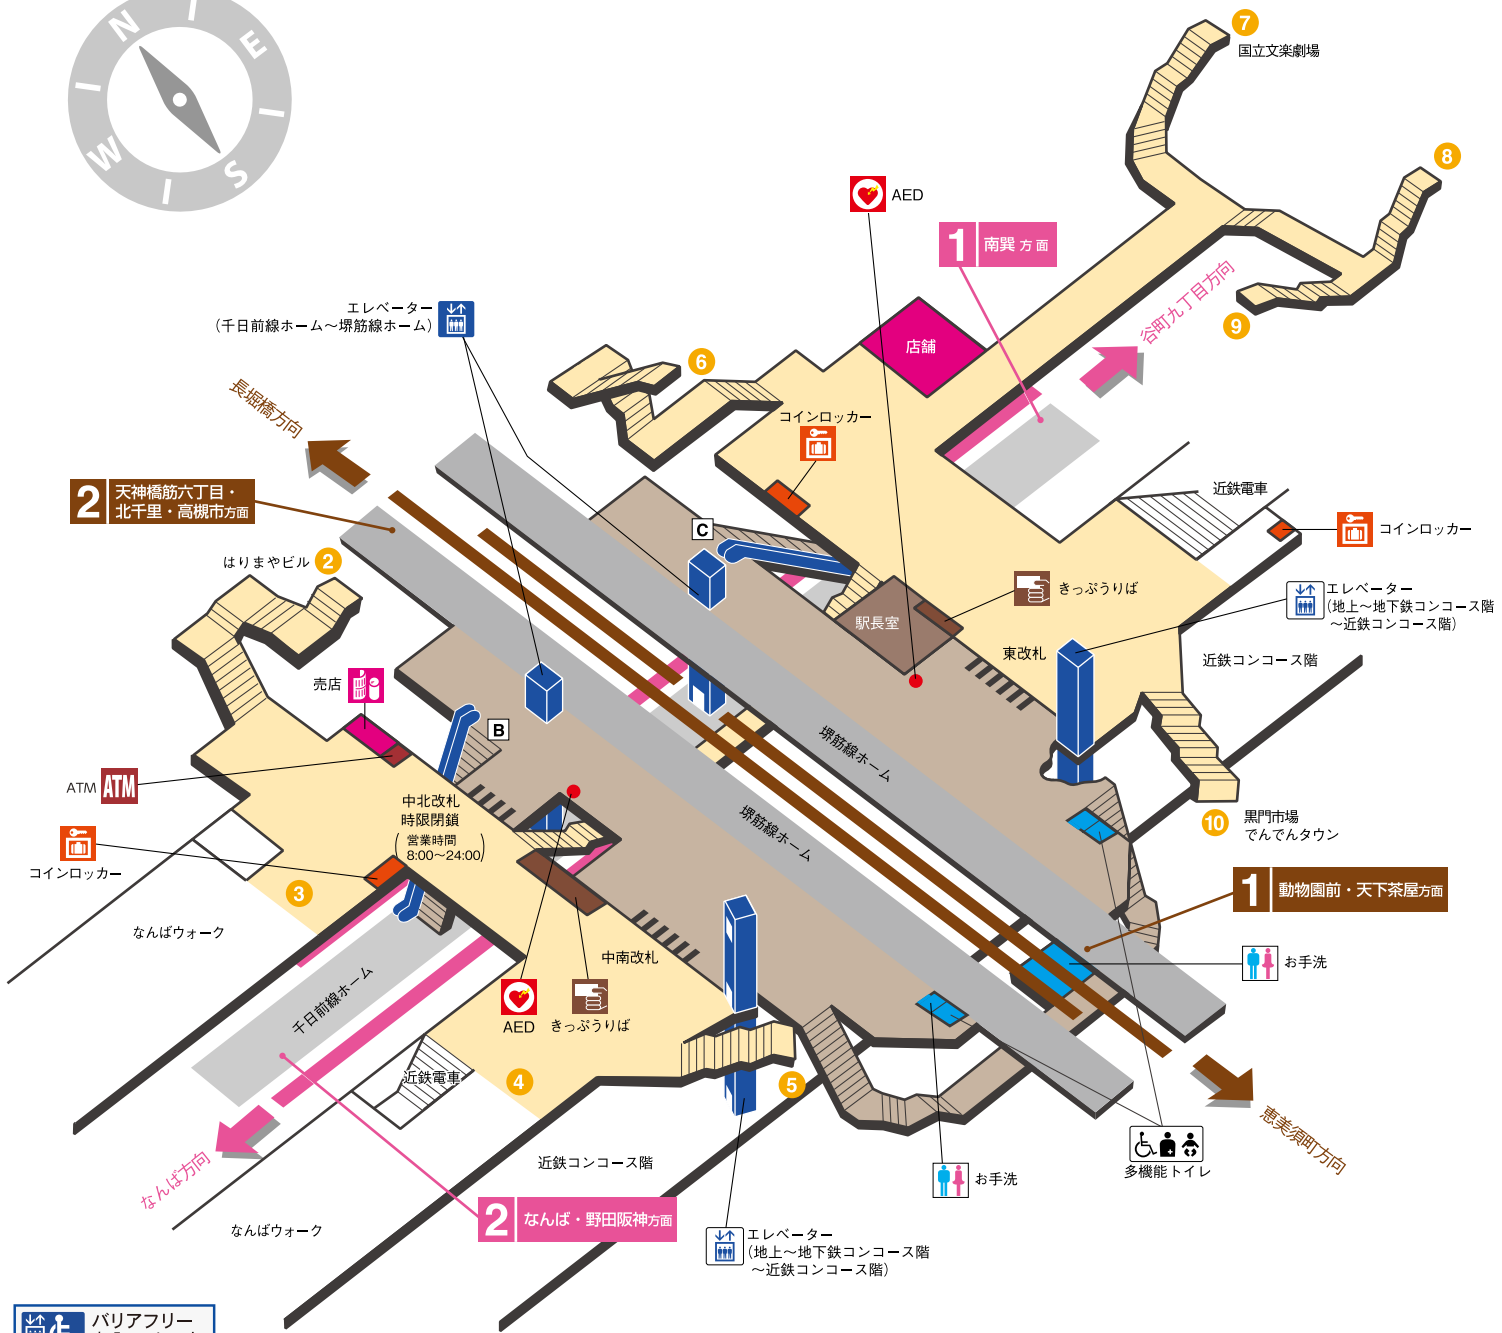 N
E
S
W
7
国立文楽劇場
8
AED
1 南巽 方面
谷町九丁目方向
9
エレベーター
(千日前線ホーム〜堺筋線ホーム)
店舗
6
長堀橋方向
コインロッカー
2 天神橋筋六丁目・
北千里・高槻市方面
近鉄電車
コインロッカー
C
はりまやビル 2
きっぷうりば
エレベーター
(地上〜地下鉄コンコース階
〜近鉄コンコース階)
駅長室
東改札
近鉄コンコース階
売店
B
堺筋線ホーム
ATM ATM
中北改札
時限閉鎖
(営業時間
8:00〜24:00)
堺筋線ホーム
10 黒門市場
でんでんタウン
コインロッカー
3
1 動物園前・天下茶屋方面
なんばウォーク
中南改札
お手洗
千日前線ホーム
AED
きっぷうりば
近鉄電車
4
5
恵美須町方向
なんば方向
近鉄コンコース階
お手洗
多機能トイレ
2 なんば・野田阪神方面
なんばウォーク
エレベーター
(地上〜地下鉄コンコース階
〜近鉄コンコース階)
バリアフリー